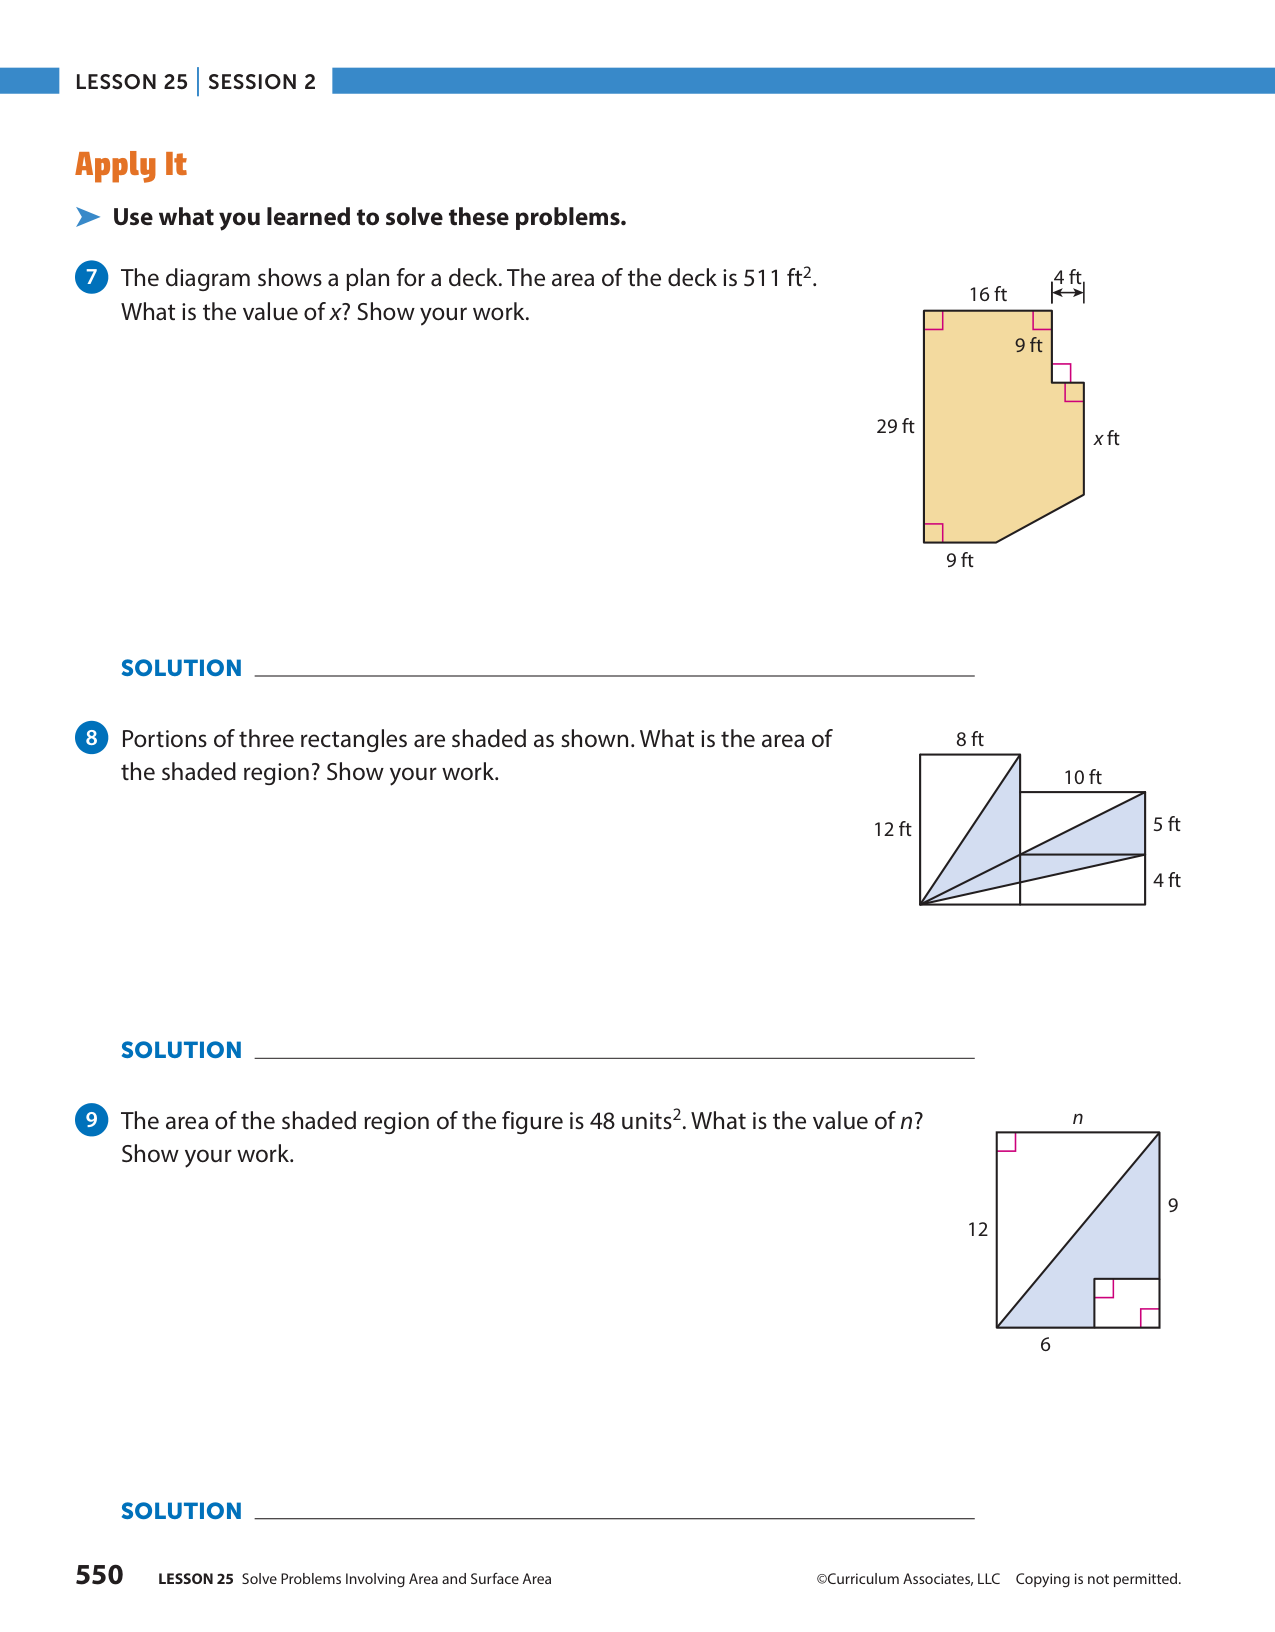 LESSON 25 | SESSION 2
Apply It
Use what you learned to solve these problems.
7 The diagram shows a plan for a deck. The area of the deck is 511 ft².
What is the value of x? Show your work.
4 ft
16 ft
9 ft
29 ft
x ft
9 ft
SOLUTION
8 Portions of three rectangles are shaded as shown. What is the area of
the shaded region? Show your work.
8 ft
10 ft
12 ft
5 ft
4 ft
SOLUTION
9 The area of the shaded region of the figure is 48 units². What is the value of n?
Show your work.
n
9
12
6
SOLUTION
550 LESSON 25 Solve Problems Involving Area and Surface Area
©Curriculum Associates, LLC Copying is not permitted.